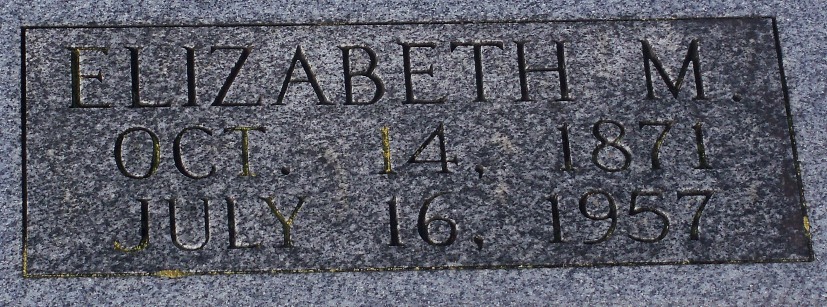 ELIZABETH M.
OCT. 14, 1871
JULY 16, 1957